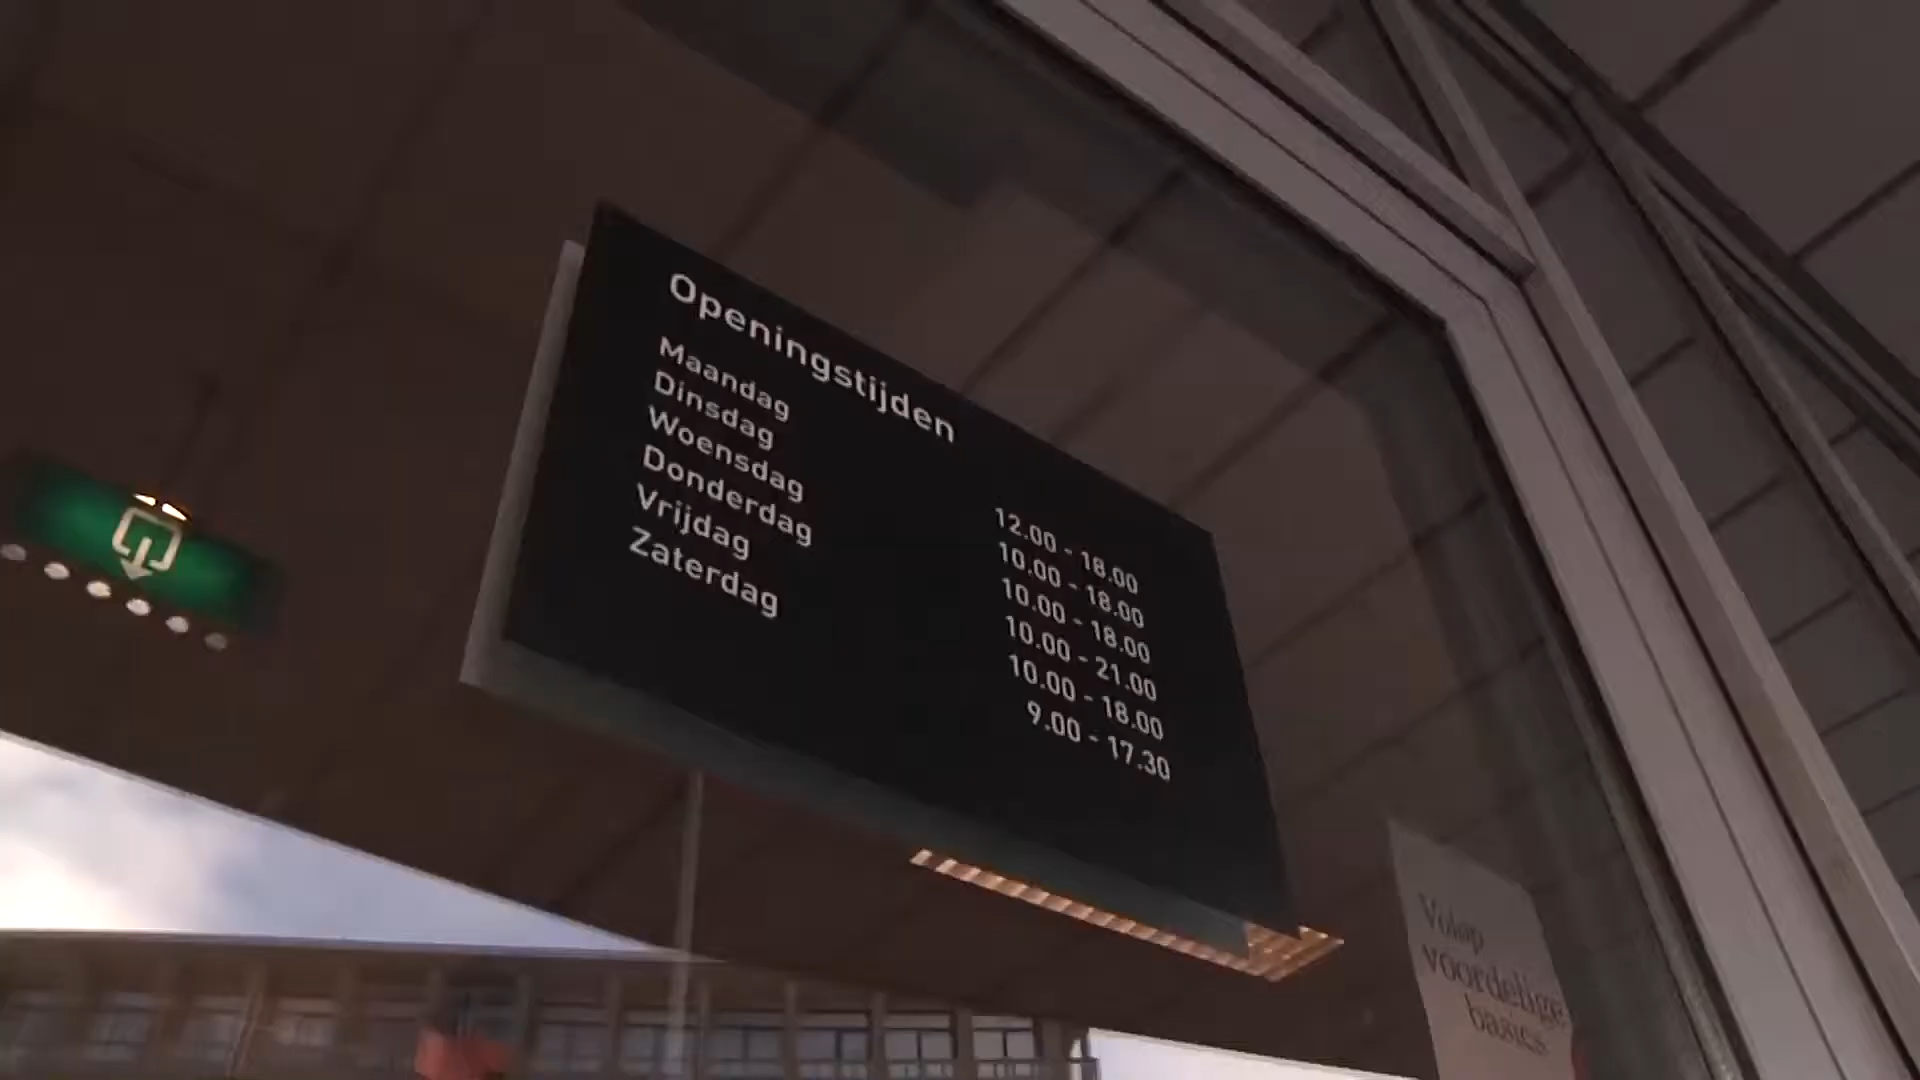 Openingstijden
Maandag 12.00 - 18.00
Dinsdag 10.00 - 18.00
Woensdag 10.00 - 18.00
Donderdag 10.00 - 21.00
Vrijdag 10.00 - 18.00
Zaterdag 9.00 - 17.30
voordelige
basics